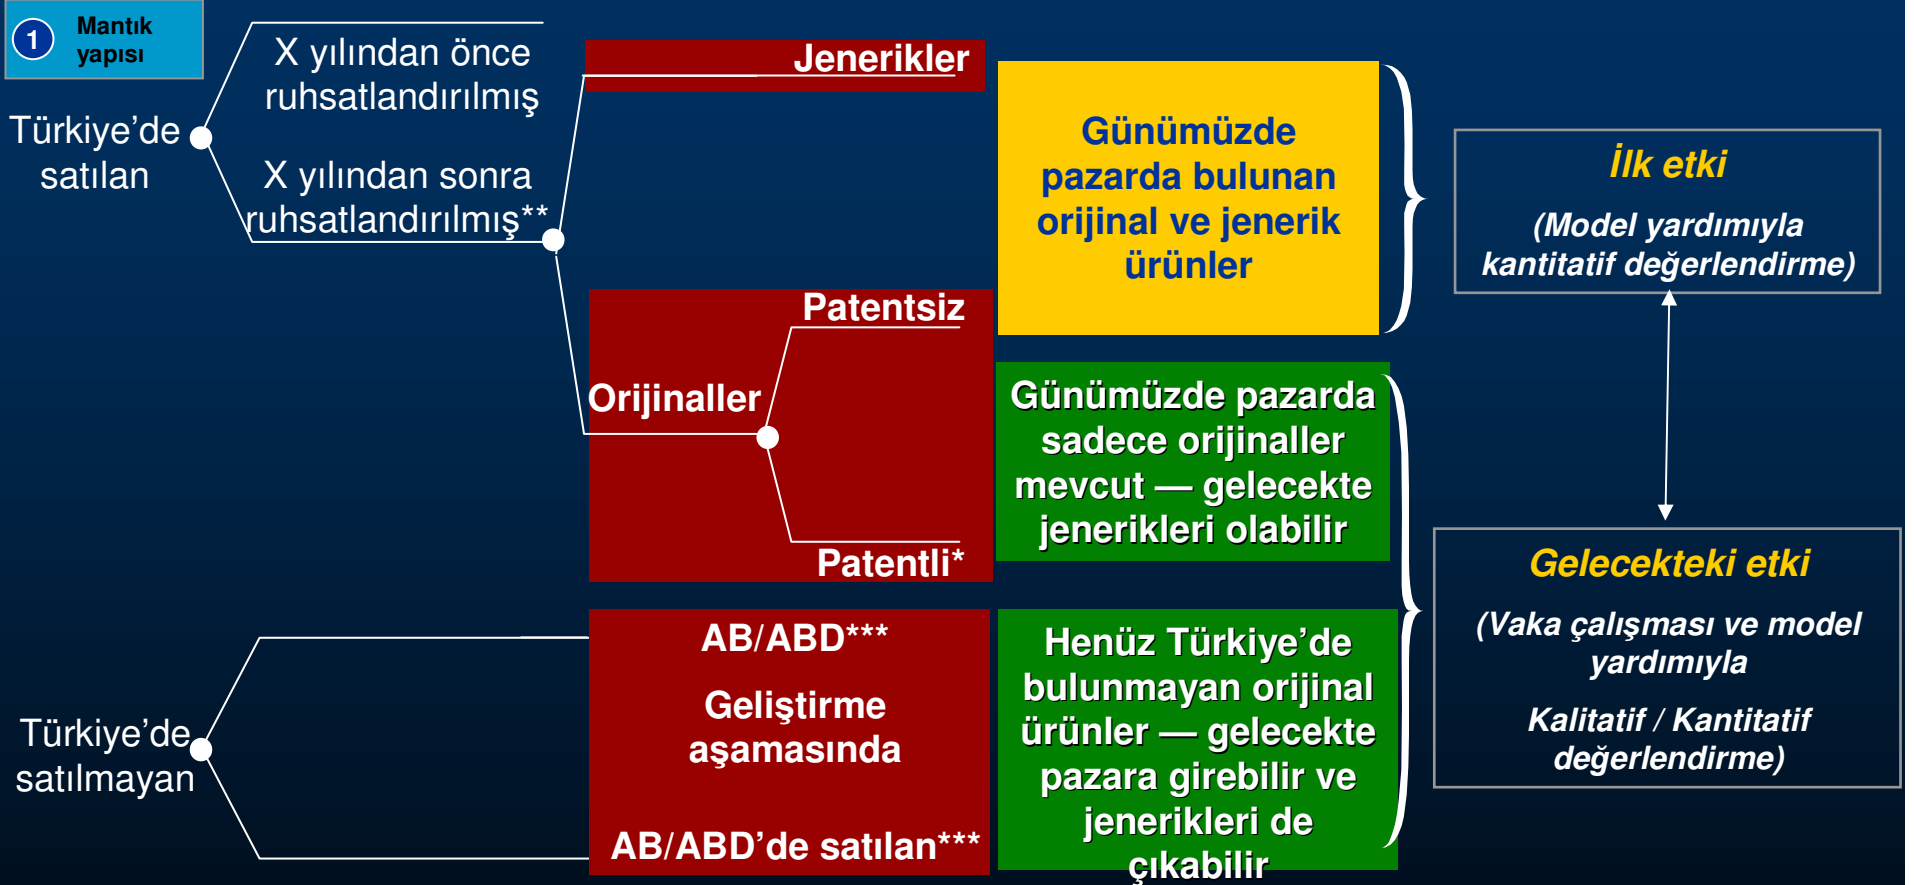 1
Mantık
yapısı
Türkiye’de
satılan
X yılından önce
ruhsatlandırılmış
X yılından sonra
ruhsatlandırılmış**
Jenerikler
Patentsiz
Orijinaller
Patentli*
Günümüzde
pazarda bulunan
orijinal ve jenerik
ürünler
Günümüzde pazarda
sadece orijinaller
mevcut — gelecekte
jenerikleri olabilir
İlk etki
(Model yardımıyla
kantitatif değerlendirme)
Türkiye’de
satılmayan
AB/ABD***
Geliştirme
aşamasında
AB/ABD’de satılan***
Henüz Türkiye’de
bulunmayan orijinal
ürünler — gelecekte
pazara girebilir ve
jenerikleri de
çıkabilir
Gelecekteki etki
(Vaka çalışması ve model
yardımıyla
Kalitatif / Kantitatif
değerlendirme)